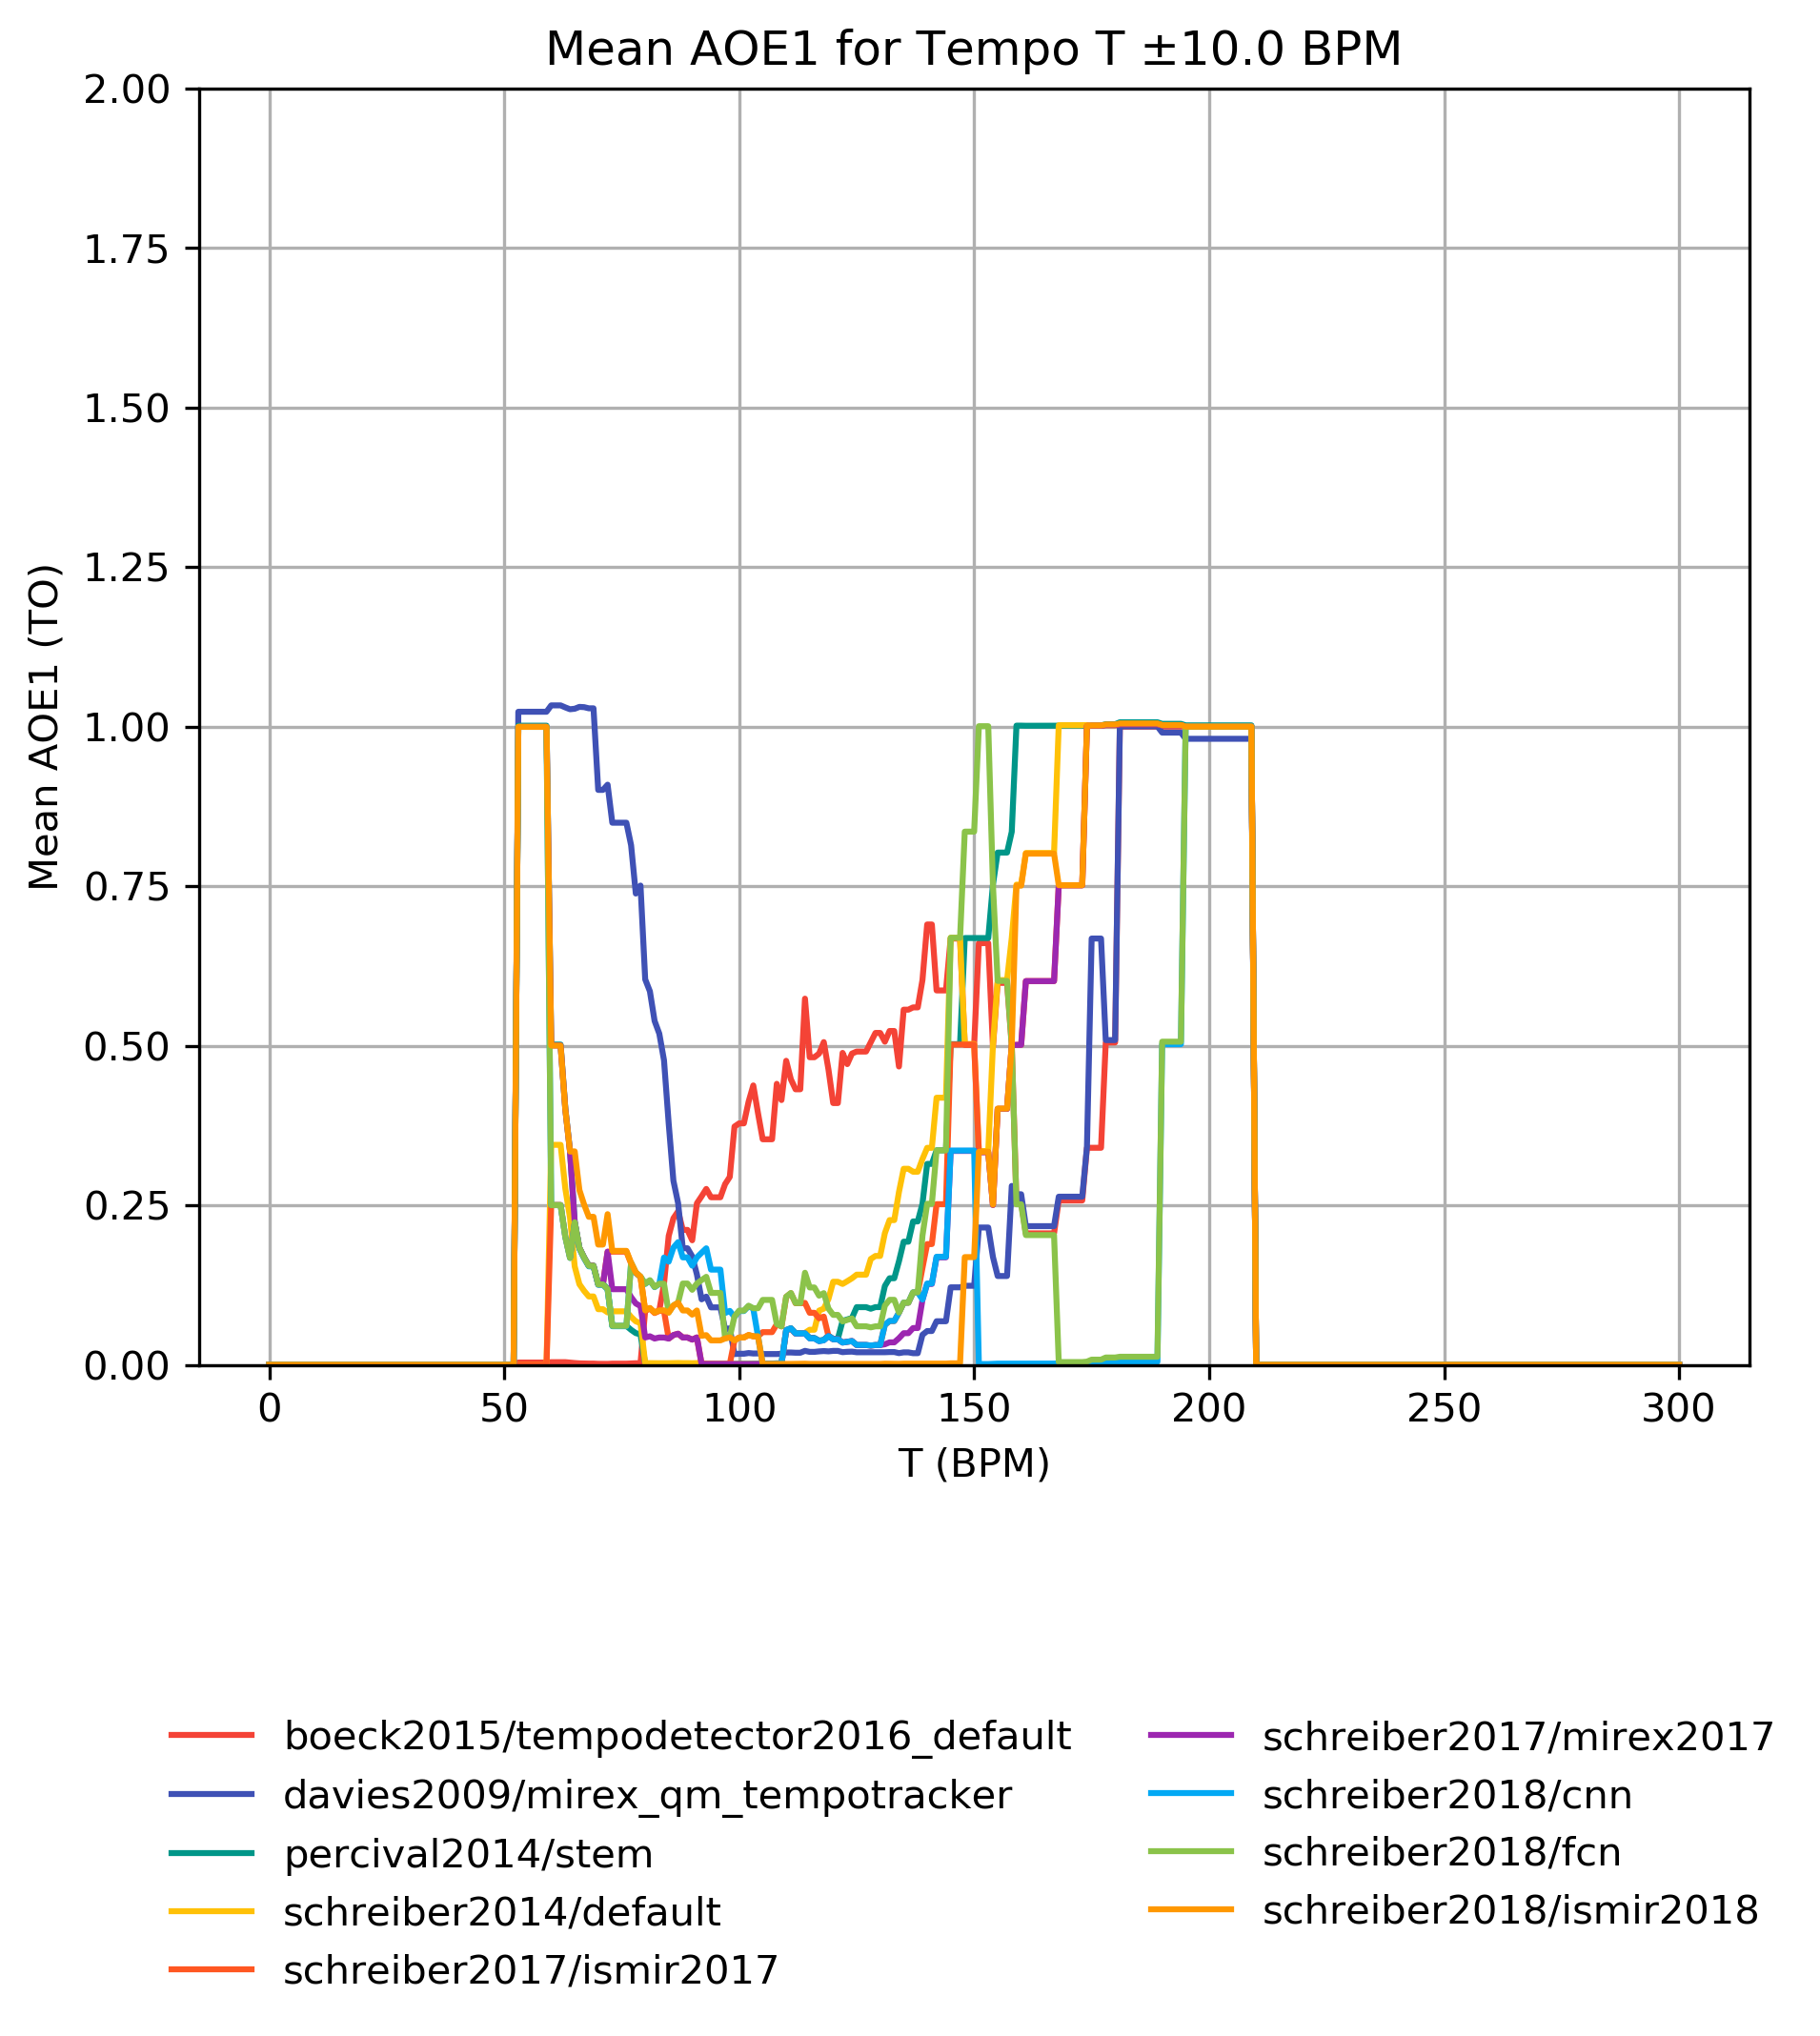 Mean AOE1 for Tempo T ±10.0 BPM
2.00
1.75
1.50
1.25
1.00
0.75
0.50
0.25
0.00
Mean AOE1 (TO)
0 50 100 150 200 250 300
T (BPM)
boeck2015/tempodetector2016_default
davies2009/mirex_qm_tempotracker
percival2014/stem
schreiber2014/default
schreiber2017/ismir2017
schreiber2017/mirex2017
schreiber2018/cnn
schreiber2018/fcn
schreiber2018/ismir2018